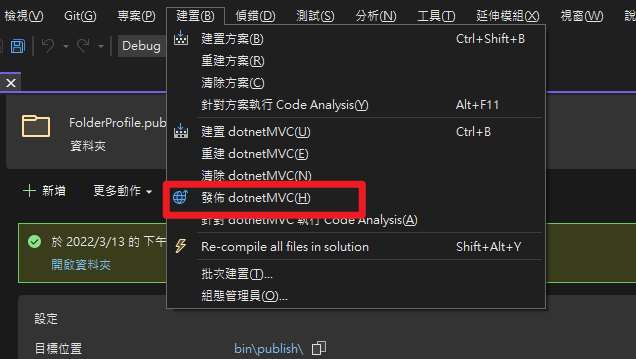 檢視(V) Git(G) 專案(P) 建置(B) 偵錯(D) 測試(S) 分析(N) 工具(T) 延伸模組(X) 視窗(W) 說
Debug
建置方案(B) Ctrl+Shift+B
重建方案(R)
清除方案(C)
針對方案執行 Code Analysis(Y) Alt+F11
建置 dotnetMVC(U) Ctrl+B
重建 dotnetMVC(E)
清除 dotnetMVC(N)
發佈 dotnetMVC(H)
針對 dotnetMVC 執行 Code Analysis(A)
Re-compile all files in solution Shift+Alt+Y
批次建置(T)...
組態管理員(O)...
FolderProfile.pub
資料夾
新增 更多動作
於 2022/3/13 的 下午
開啟資料夾
設定
目標位置 bin\publish\